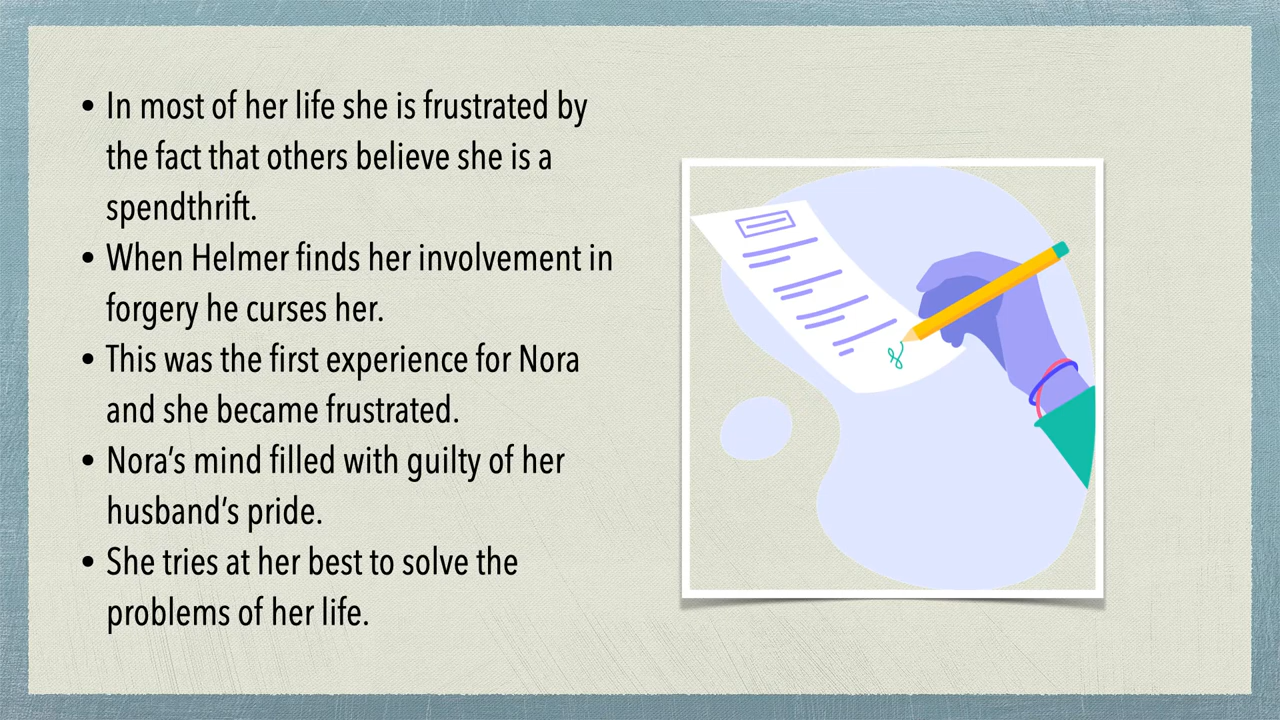 • In most of her life she is frustrated by
the fact that others believe she is a
spendthrift.
• When Helmer finds her involvement in
forgery he curses her.
• This was the first experience for Nora
and she became frustrated.
• Nora’s mind filled with guilty of her
husband’s pride.
• She tries at her best to solve the
problems of her life.